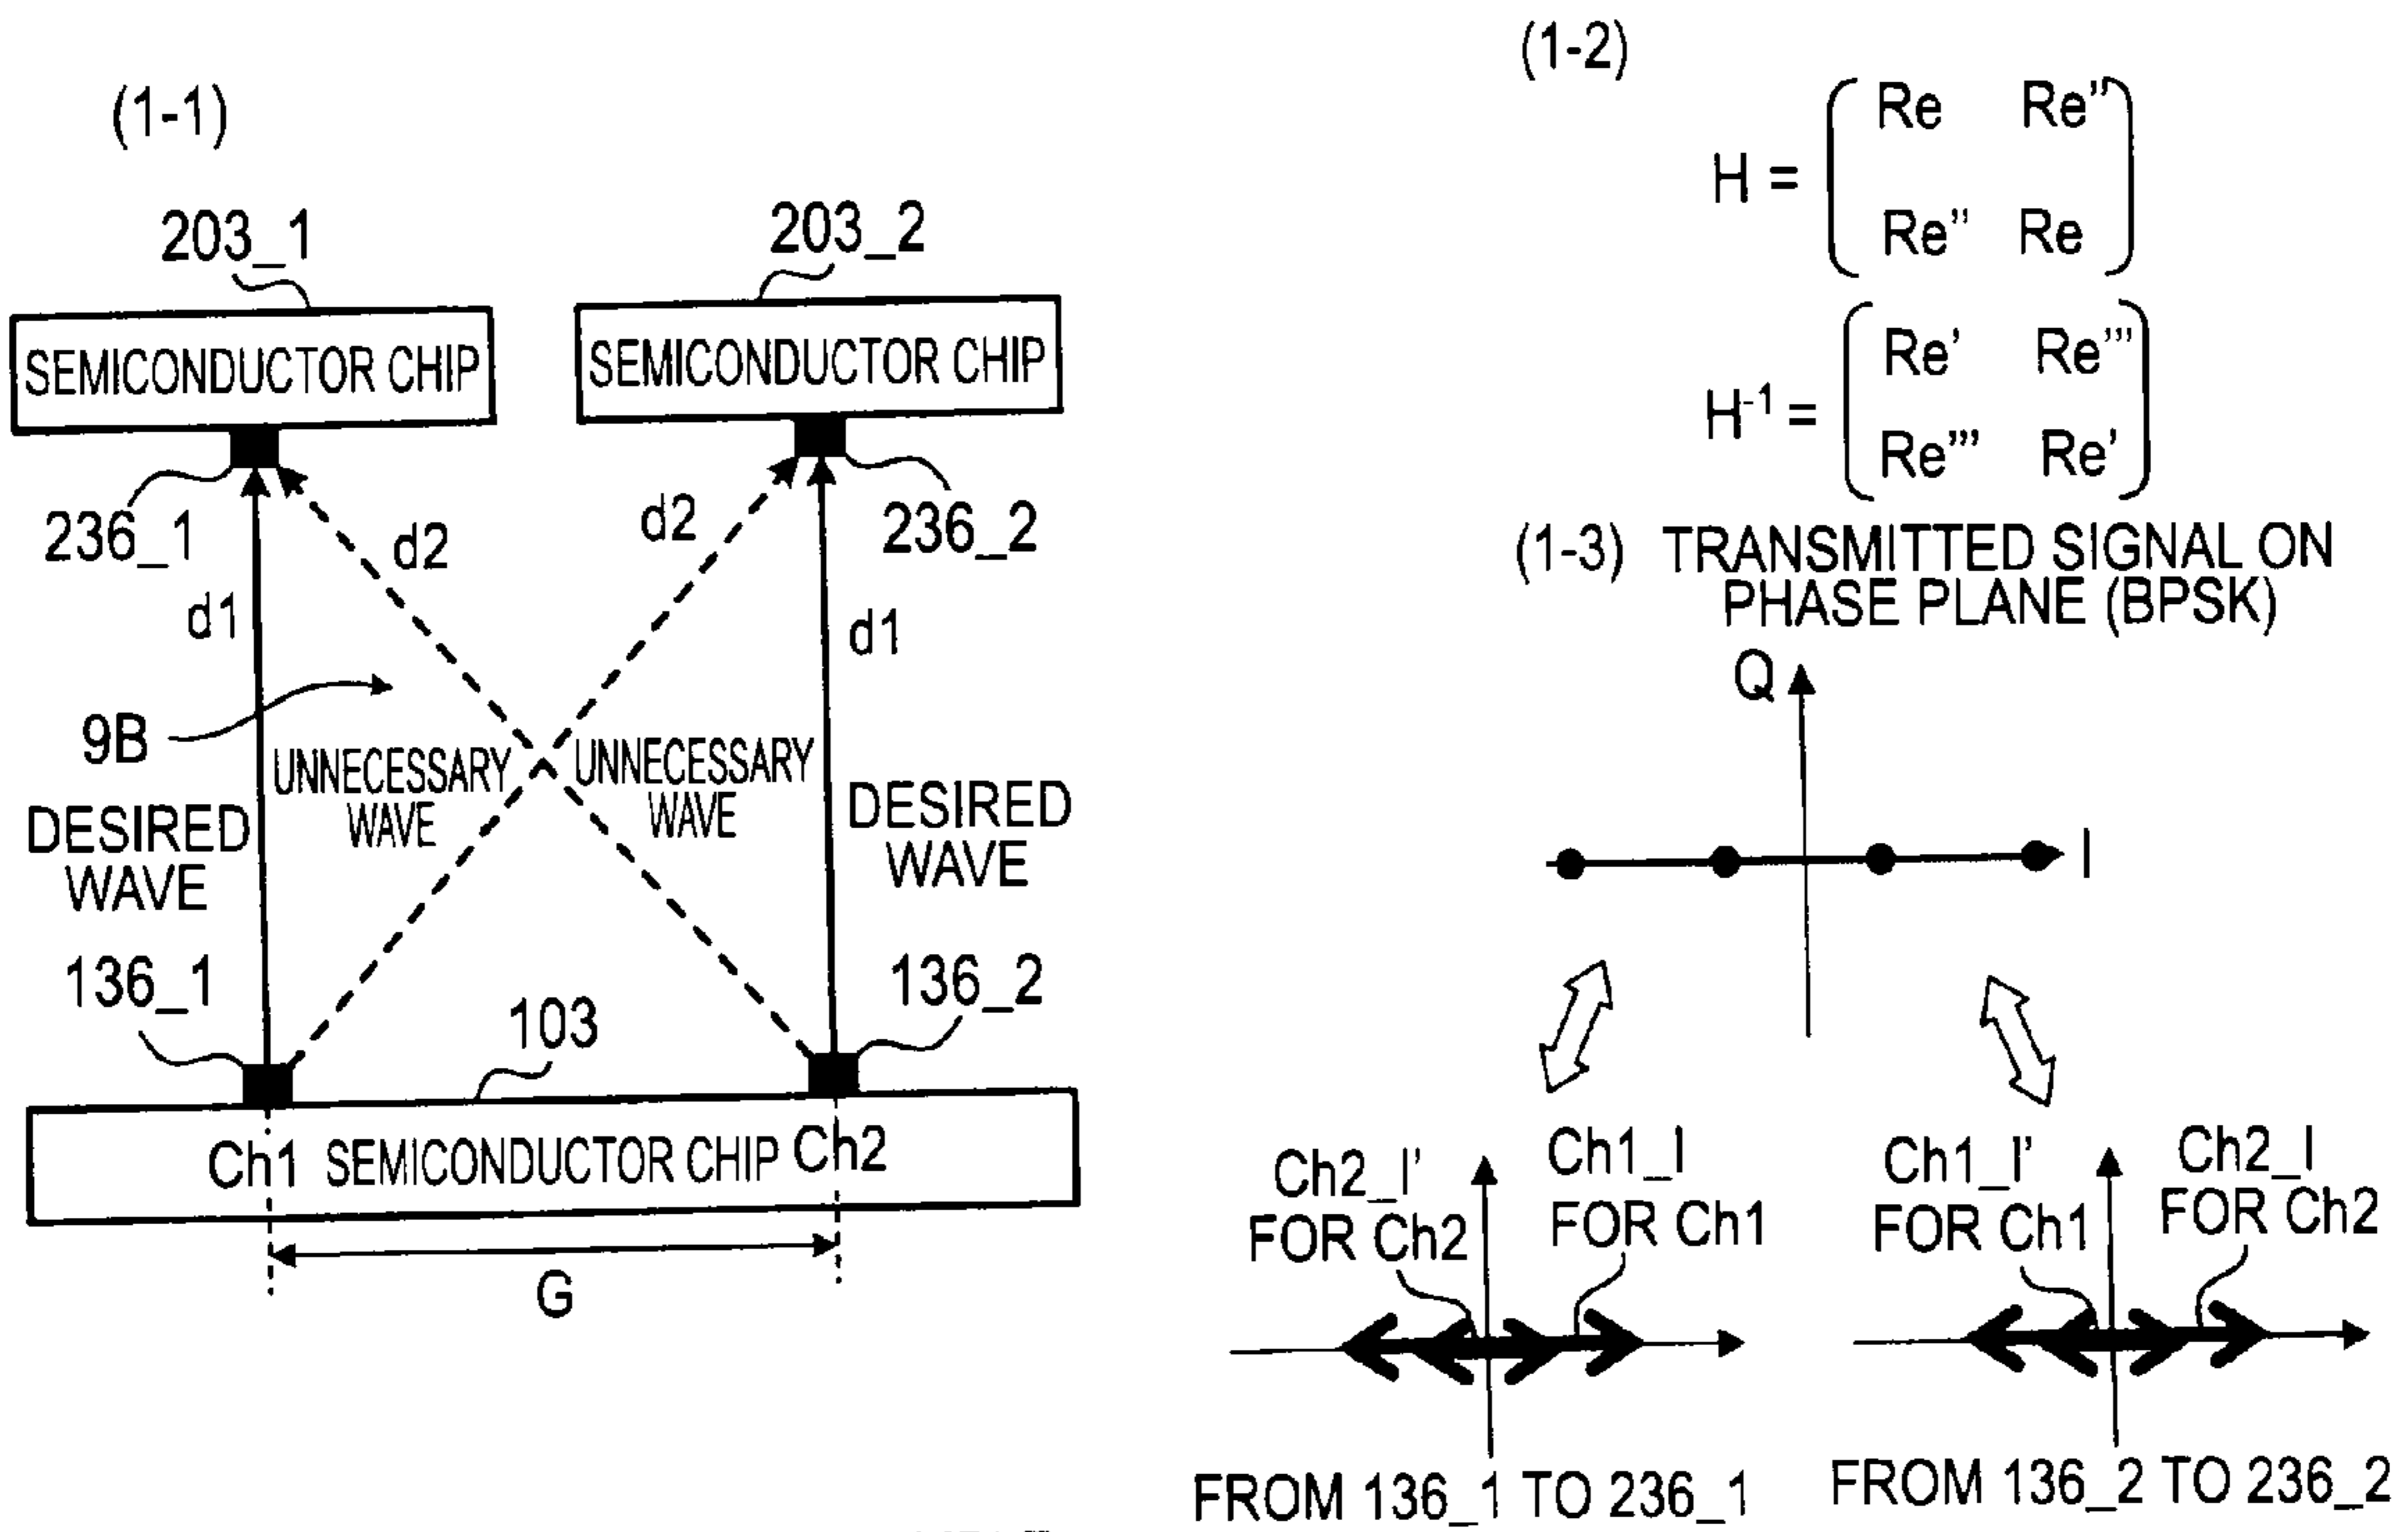 (1-1)
203_1
203_2
SEMICONDUCTOR CHIP
SEMICONDUCTOR CHIP
236_1
d2
d2
236_2
d1
d1
9B
UNNECESSARY
WAVE
UNNECESSARY
WAVE
DESIRED
WAVE
DESIRED
WAVE
136_1
103
136_2
Ch1 SEMICONDUCTOR CHIP Ch2
G
(1-2)
H = ( Re Re''
Re'' Re )
H-1 = ( Re' Re'''
Re''' Re' )
(1-3) TRANSMITTED SIGNAL ON
PHASE PLANE (BPSK)
Q
I
Ch2_I'
FOR Ch2
Ch1_I
FOR Ch1
Ch1_I'
FOR Ch1
Ch2_I
FOR Ch2
FROM 136_1 TO 236_1
FROM 136_2 TO 236_2